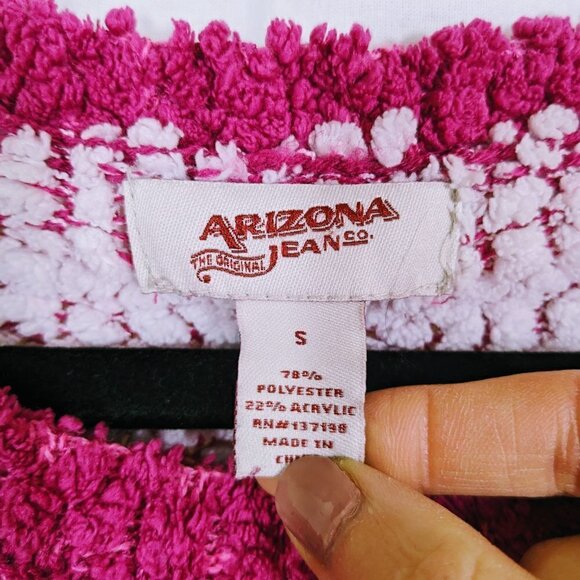 ARIZONA
JEAN CO.
THE ORIGINAL
S
78%
POLYESTER
22% ACRYLIC
RN#137198
MADE IN